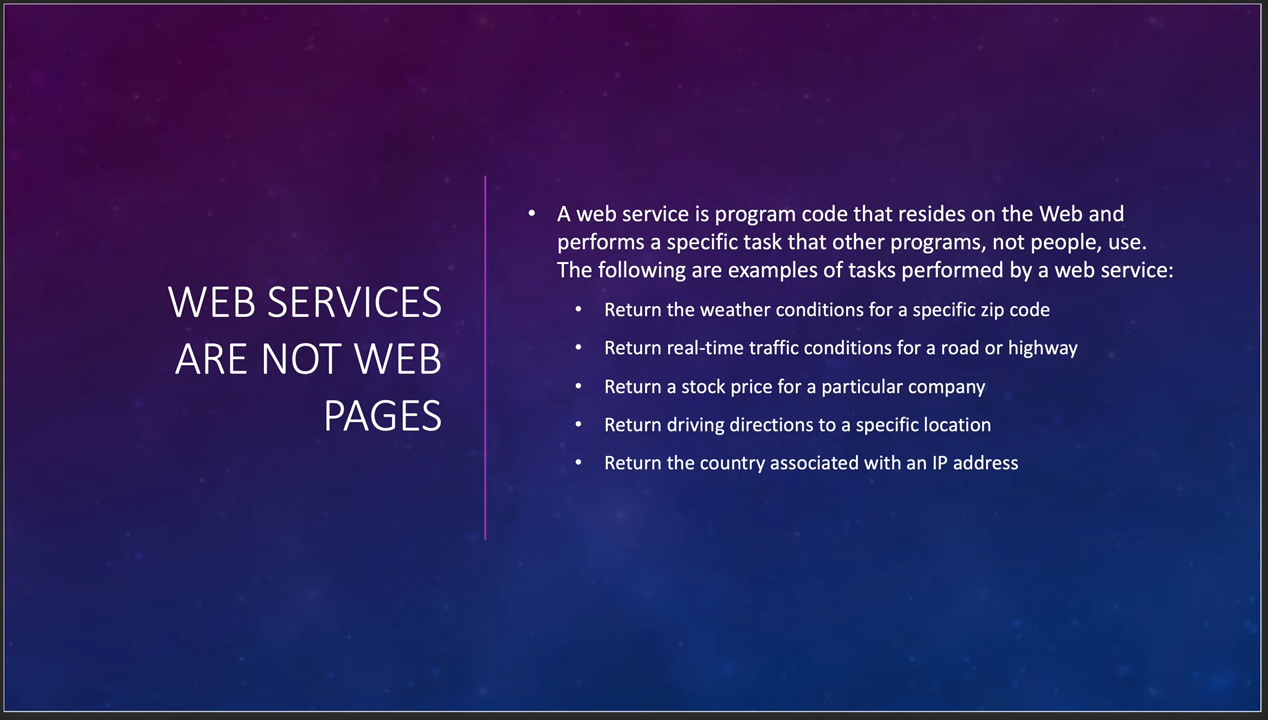 WEB SERVICES
ARE NOT WEB
PAGES
• A web service is program code that resides on the Web and
performs a specific task that other programs, not people, use.
The following are examples of tasks performed by a web service:
• Return the weather conditions for a specific zip code
• Return real-time traffic conditions for a road or highway
• Return a stock price for a particular company
• Return driving directions to a specific location
• Return the country associated with an IP address